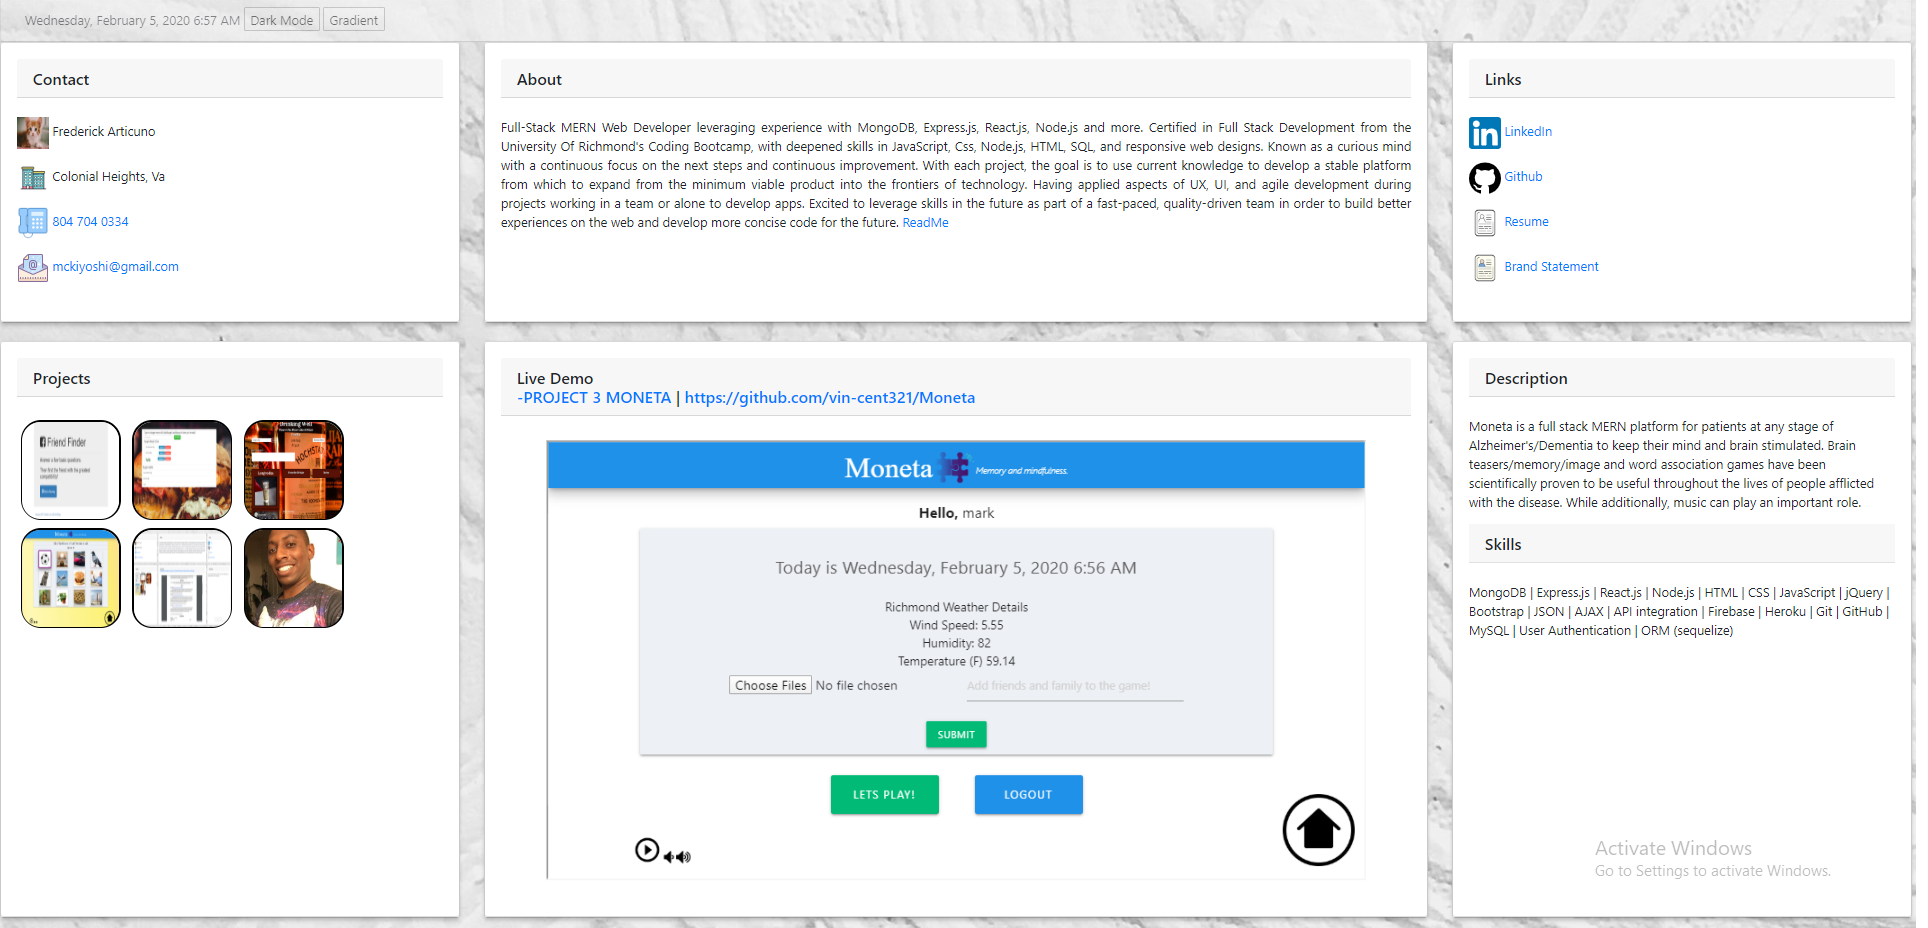 Wednesday, February 5, 2020 6:57 AM Dark Mode Gradient
Contact
Frederick Articuno
Colonial Heights, Va
804 704 0334
mckiyoshi@gmail.com
About
Full-Stack MERN Web Developer leveraging experience with MongoDB, Express.js, React.js, Node.js and more. Certified in Full Stack Development from the
University Of Richmond's Coding Bootcamp, with deepened skills in JavaScript, Css, Node.js, HTML, SQL, and responsive web designs. Known as a curious mind
with a continuous focus on the next steps and continuous improvement. With each project, the goal is to use current knowledge to develop a stable platform
from which to expand from the minimum viable product into the frontiers of technology. Having applied aspects of UX, UI, and agile development during
projects working in a team or alone to develop apps. Excited to leverage skills in the future as part of a fast-paced, quality-driven team in order to build better
experiences on the web and develop more concise code for the future. ReadMe
Links
LinkedIn
Github
Resume
Brand Statement
Projects
Friend Finder
Drinking Well
Moneta
Live Demo
-PROJECT 3 MONETA | https://github.com/vin-cent321/Moneta
Moneta Memory and mindfulness.
Hello, mark
Today is Wednesday, February 5, 2020 6:56 AM
Richmond Weather Details
Wind Speed: 5.55
Humidity: 82
Temperature (F) 59.14
Choose Files No file chosen Add friends and family to the game!
SUBMIT
LETS PLAY! LOGOUT
Description
Moneta is a full stack MERN platform for patients at any stage of
Alzheimer's/Dementia to keep their mind and brain stimulated. Brain
teasers/memory/image and word association games have been
scientifically proven to be useful throughout the lives of people afflicted
with the disease. While additionally, music can play an important role.
Skills
MongoDB | Express.js | React.js | Node.js | HTML | CSS | JavaScript | jQuery |
Bootstrap | JSON | AJAX | API integration | Firebase | Heroku | Git | GitHub |
MySQL | User Authentication | ORM (sequelize)
Activate Windows
Go to Settings to activate Windows.